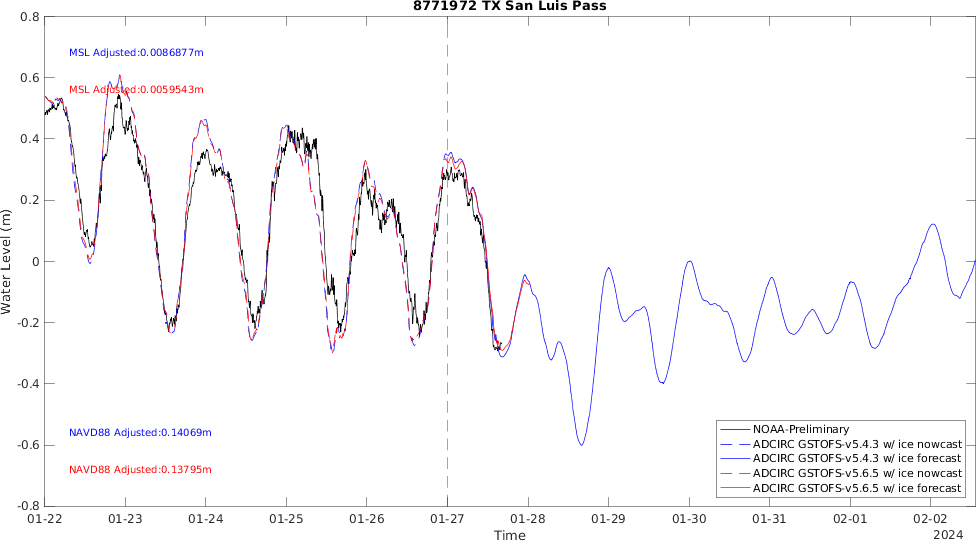 8771972 TX San Luis Pass
MSL Adjusted:0.0086877m
MSL Adjusted:0.0059543m
NAVD88 Adjusted:0.14069m
NAVD88 Adjusted:0.13795m
Water Level (m)
0.8
0.6
0.4
0.2
0
-0.2
-0.4
-0.6
-0.8
NOAA-Preliminary
ADCIRC GSTOFS-v5.4.3 w/ ice nowcast
ADCIRC GSTOFS-v5.4.3 w/ ice forecast
ADCIRC GSTOFS-v5.6.5 w/ ice nowcast
ADCIRC GSTOFS-v5.6.5 w/ ice forecast
01-22 01-23 01-24 01-25 01-26 01-27 01-28 01-29 01-30 01-31 02-01 02-02
2024
Time